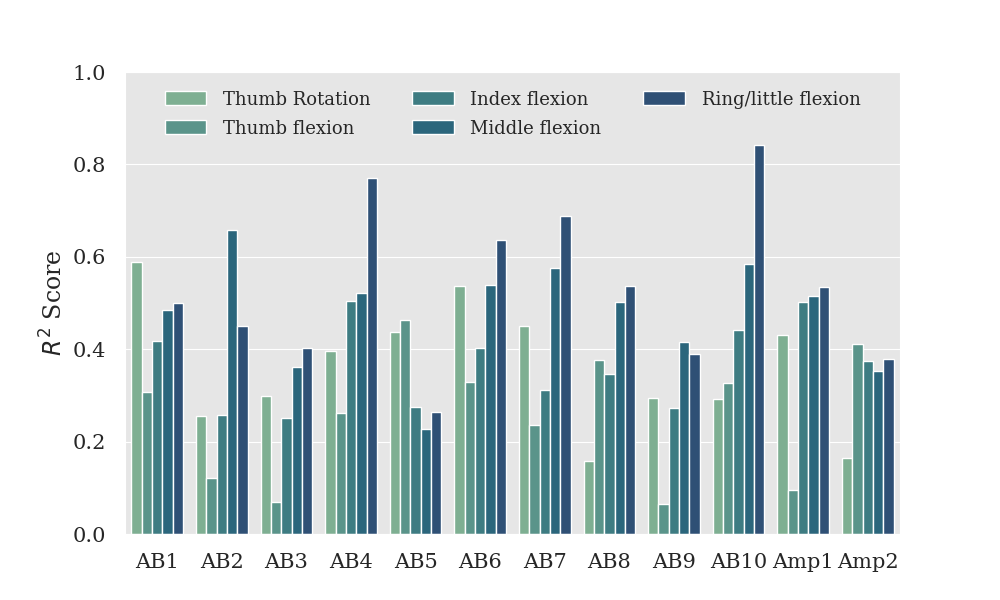 1.0
0.8
0.6
0.4
0.2
0.0
R² Score
Thumb Rotation
Thumb flexion
Index flexion
Middle flexion
Ring/little flexion
AB1 AB2 AB3 AB4 AB5 AB6 AB7 AB8 AB9 AB10 Amp1 Amp2